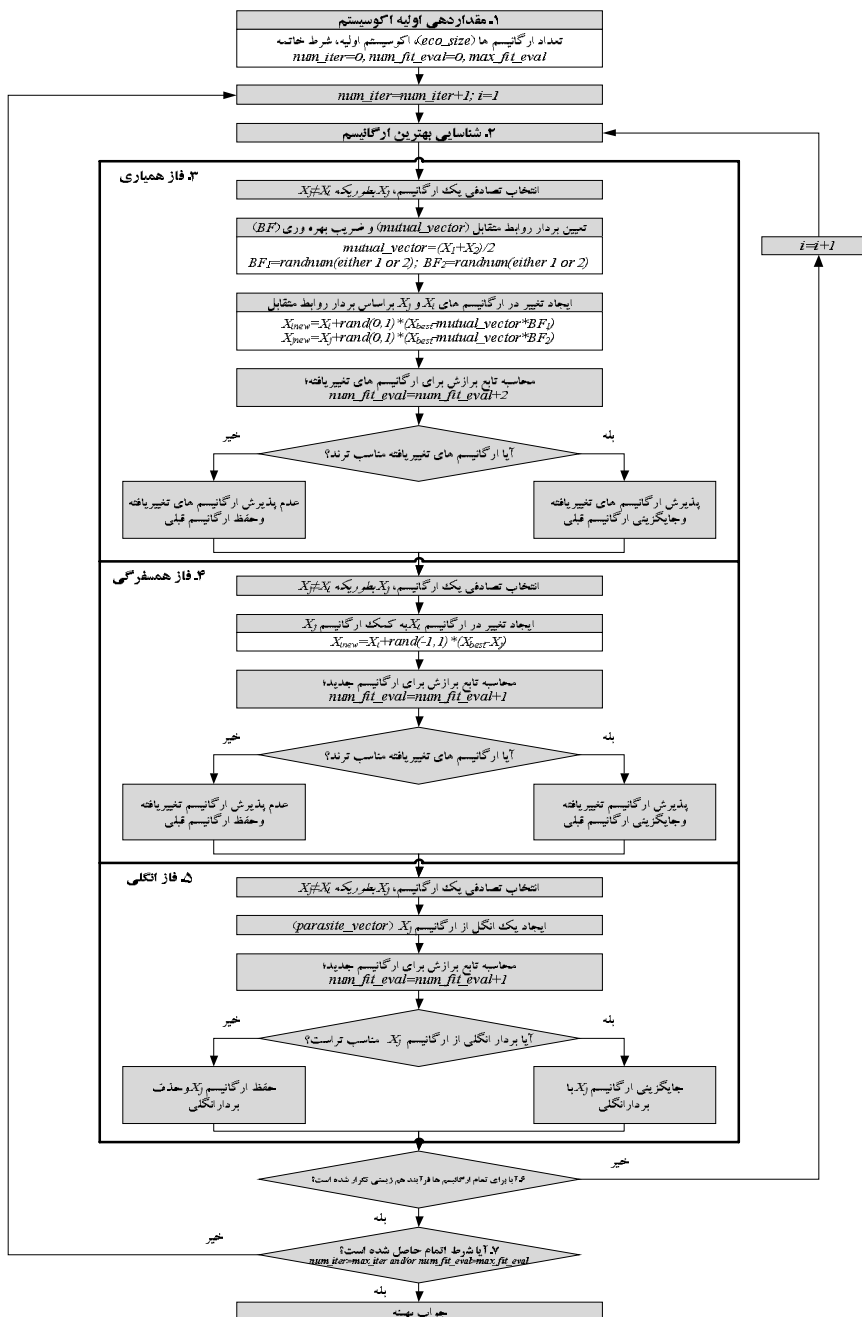 ۱ـ مقداردهی اولیه اکوسیستم
تعداد ارگانیسم ها (eco_size)، اکوسیستم اولیه، شرط خاتمه
num_iter=0, num_fit_eval=0, max_fit_eval
num_iter=num_iter+1; i=1
۲ـ شناسایی بهترین ارگانیسم
۳ـ فاز همیاری
انتخاب تصادفی یک ارگانیسم، Xj بطوریکه Xj≠Xi
تعیین بردار روابط متقابل (mutual_vector) و ضریب بهره وری (BF)
mutual_vector=(X1+X2)/2
BF1=randnum(either 1 or 2); BF2=randnum(either 1 or 2)
i=i+1
ایجاد تغییر در ارگانیسم های Xi و Xj براساس بردار روابط متقابل
Xinew=Xi+rand(0,1)*(Xbest-mutual_vector*BF1)
Xjnew=Xj+rand(0,1)*(Xbest-mutual_vector*BF2)
محاسبه تابع برازش برای ارگانیسم های تغییریافته؛
num_fit_eval=num_fit_eval+2
آیا ارگانیسم های تغییریافته مناسب ترند؟
بله
خیر
پذیرش ارگانیسم های تغییریافته
وجایگزینی ارگانیسم قبلی
عدم پذیرش ارگانیسم های تغییریافته
وحفظ ارگانیسم قبلی
۴ـ فاز همسفرگی
انتخاب تصادفی یک ارگانیسم، Xj بطوریکه Xj≠Xi
ایجاد تغییر در ارگانیسم Xi به کمک ارگانیسم Xj
Xinew=Xi+rand(-1,1)*(Xbest-Xj)
محاسبه تابع برازش برای ارگانیسم جدید؛
num_fit_eval=num_fit_eval+1
آیا ارگانیسم های تغییریافته مناسب ترند؟
بله
خیر
پذیرش ارگانیسم تغییریافته
وجایگزینی ارگانیسم قبلی
عدم پذیرش ارگانیسم تغییریافته
وحفظ ارگانیسم قبلی
۵ـ فاز انگلی
انتخاب تصادفی یک ارگانیسم، Xj بطوریکه Xj≠Xi
ایجاد یک انگل از ارگانیسم Xj (parasite_vector)
محاسبه تابع برازش برای ارگانیسم جدید؛
num_fit_eval=num_fit_eval+1
آیا بردار انگلی از ارگانیسم Xj مناسب تراست؟
بله
خیر
جایگزینی ارگانیسم Xj با
بردارانگلی
حفظ ارگانیسم Xj وحذف
بردارانگلی
۶ـ آیا برای تمام ارگانیسم ها فرآیند هم زیستی تکرار شده است؟
خیر
بله
۷ـ آیا شرط اتمام حاصل شده است؟
num_iter>max_iter and/or num_fit_eval>max_fit_eval
خیر
بله
جواب بهینه